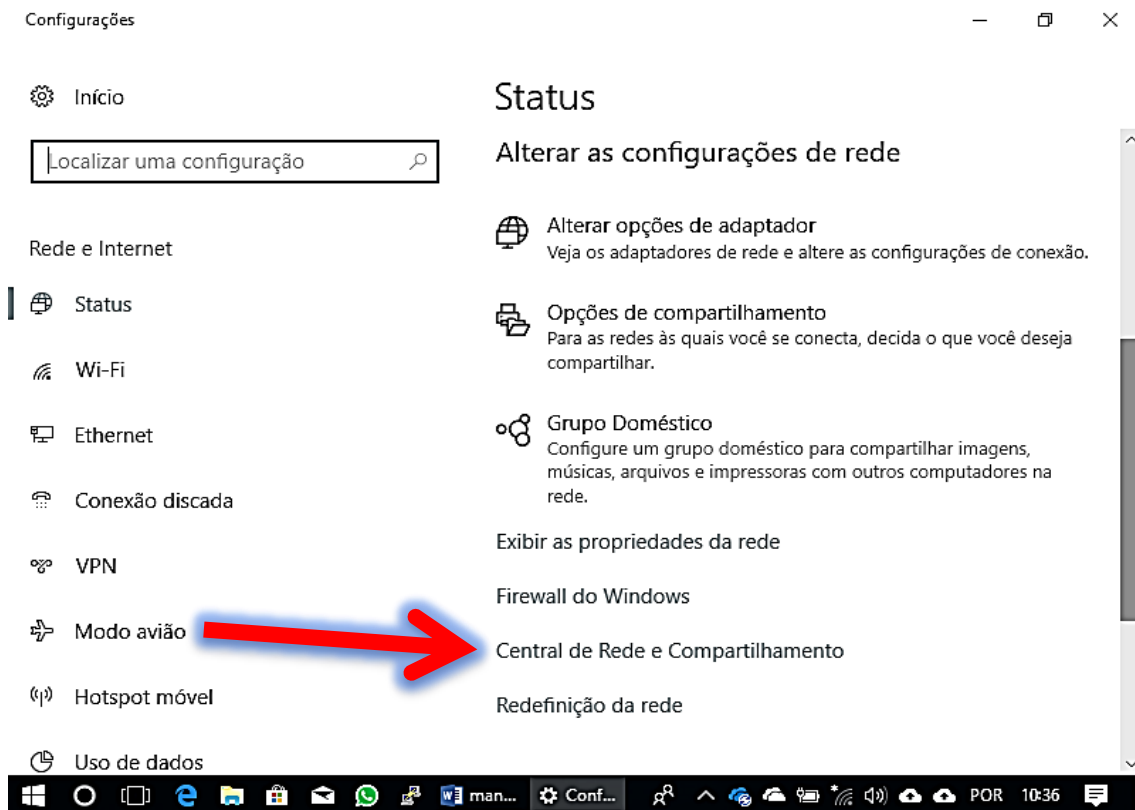 Configurações
Início
Localizar uma configuração
Rede e Internet
Status
Wi-Fi
Ethernet
Conexão discada
VPN
Modo avião
Hotspot móvel
Uso de dados
Status
Alterar as configurações de rede
Alterar opções de adaptador
Veja os adaptadores de rede e altere as configurações de conexão.
Opções de compartilhamento
Para as redes às quais você se conecta, decida o que você deseja
compartilhar.
Grupo Doméstico
Configure um grupo doméstico para compartilhar imagens,
músicas, arquivos e impressoras com outros computadores na
rede.
Exibir as propriedades da rede
Firewall do Windows
Central de Rede e Compartilhamento
Redefinição da rede
man... Conf... POR 10:36